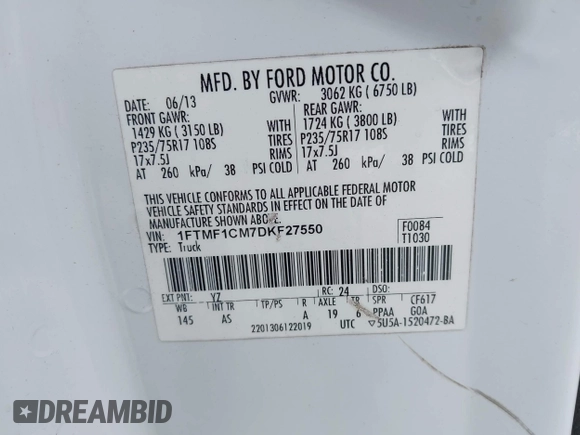 MFD. BY FORD MOTOR CO.
DATE: 06/13 GVWR: 3062 KG ( 6750 LB)
FRONT GAWR: REAR GAWR:
1429 KG ( 3150 LB) WITH 1724 KG ( 3800 LB) WITH
P235/75R17 108S TIRES P235/75R17 108S TIRES
17x7.5J RIMS 17x7.5J RIMS
AT 260 kPa/ 38 PSI COLD AT 260 kPa/ 38 PSI COLD
THIS VEHICLE CONFORMS TO ALL APPLICABLE FEDERAL MOTOR
VEHICLE SAFETY STANDARDS IN EFFECT ON THE DATE OF
MANUFACTURE SHOWN ABOVE.
VIN: 1FTMF1CM7DKF27550 F0084
TYPE: Truck T1030
EXT PNT: YZ RC: 24 DSO:
WB INT TR TP/PS R AXLE TR SPR CF617
145 AS A 19 6 PPAA GOA
2201306122019 UTC ▽5U5A-1520472-BA
DREAMBID